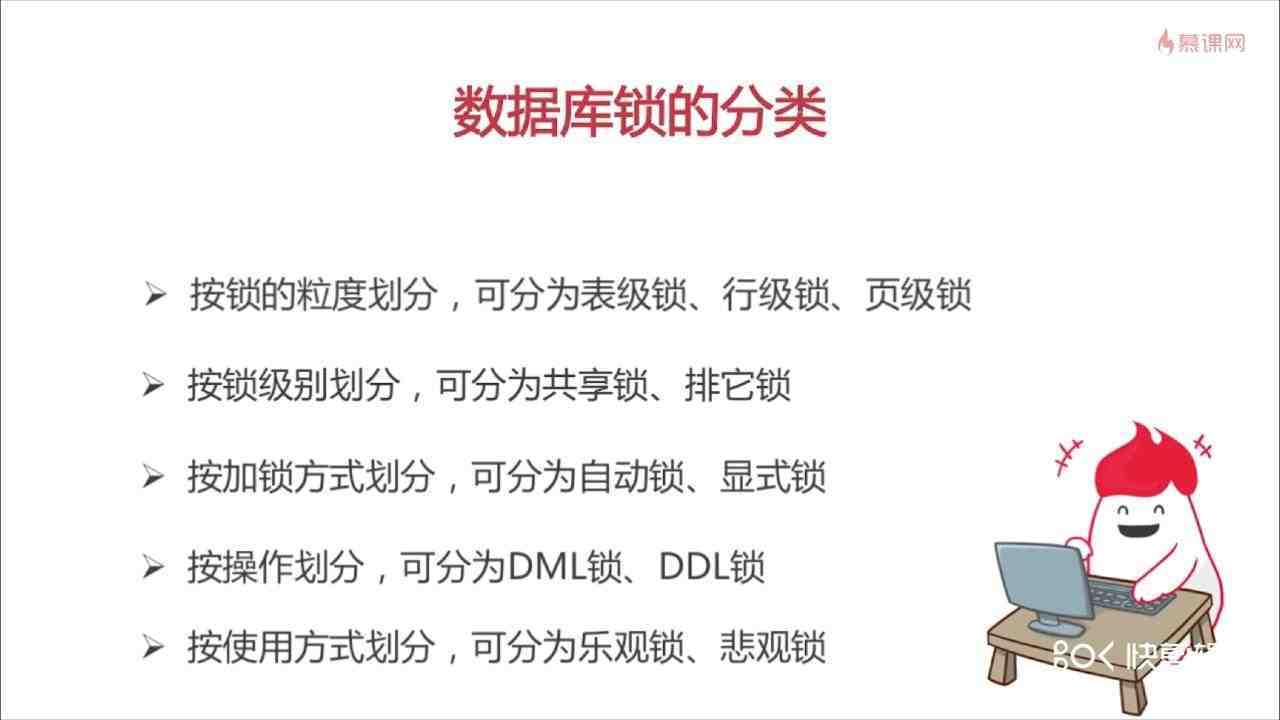 慕课网
数据库锁的分类
按锁的粒度划分，可分为表级锁、行级锁、页级锁
按锁级别划分，可分为共享锁、排它锁
按加锁方式划分，可分为自动锁、显式锁
按操作划分，可分为DML锁、DDL锁
按使用方式划分，可分为乐观锁、悲观锁